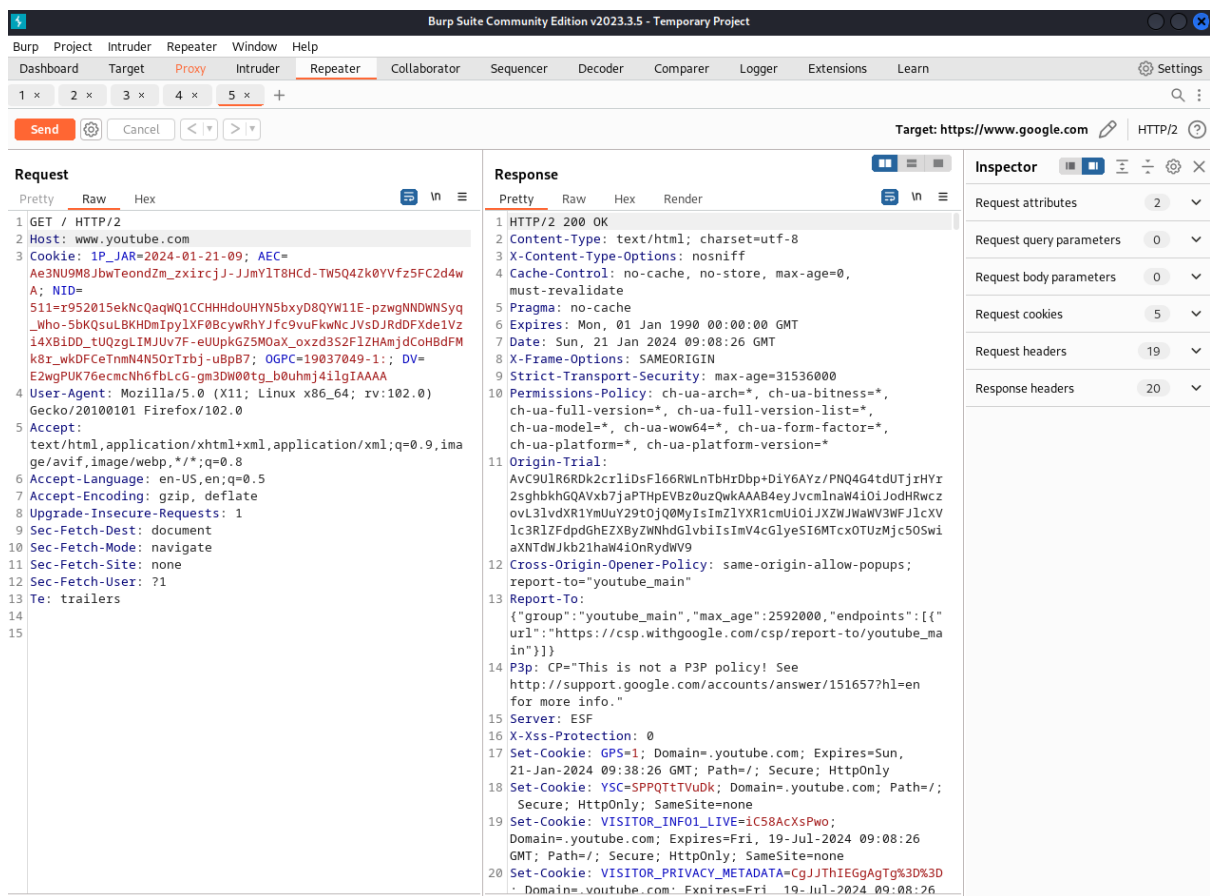 Burp Suite Community Edition v2023.3.5 - Temporary Project
Burp Project Intruder Repeater Window Help
Dashboard Target Proxy Intruder Repeater Collaborator Sequencer Decoder Comparer Logger Extensions Learn Settings
1 × 2 × 3 × 4 × 5 × +
Send Cancel < > Target: https://www.google.com HTTP/2 ?
Request
Pretty Raw Hex \n
1 GET / HTTP/2
2 Host: www.youtube.com
3 Cookie: 1P_JAR=2024-01-21-09; AEC=
Ae3NU9M8JbwTeondZm_zxircjJ-JJmYlT8HCd-TW5Q4Zk0YVfz5FC2d4w
A; NID=
511=r952015ekNcQaqWQ1CCHHHdoUHYN5bxyD8QYW11E-pzwgNNDWNSyq
_Who-5bKQsuLBKHDmIpylXF0BcywRhYJfc9vuFkwNcJVsDJRdDFXde1Vz
i4XBiDD_tUQzgLIMJUv7F-eUUpkGZ5MOaX_oxzd3S2FlZHAmjdCoHBdFM
k8r_wkDFCeTnmN4N5OrTrbj-uBpB7; OGPC=19037049-1:; DV=
E2wgPUK76ecmcNh6fbLcG-gm3DW00tg_b0uhmj4ilgIAAAA
4 User-Agent: Mozilla/5.0 (X11; Linux x86_64; rv:102.0)
Gecko/20100101 Firefox/102.0
5 Accept:
text/html,application/xhtml+xml,application/xml;q=0.9,ima
ge/avif,image/webp,*/*;q=0.8
6 Accept-Language: en-US,en;q=0.5
7 Accept-Encoding: gzip, deflate
8 Upgrade-Insecure-Requests: 1
9 Sec-Fetch-Dest: document
10 Sec-Fetch-Mode: navigate
11 Sec-Fetch-Site: none
12 Sec-Fetch-User: ?1
13 Te: trailers
14
15
Response
Pretty Raw Hex Render \n
1 HTTP/2 200 OK
2 Content-Type: text/html; charset=utf-8
3 X-Content-Type-Options: nosniff
4 Cache-Control: no-cache, no-store, max-age=0,
must-revalidate
5 Pragma: no-cache
6 Expires: Mon, 01 Jan 1990 00:00:00 GMT
7 Date: Sun, 21 Jan 2024 09:08:26 GMT
8 X-Frame-Options: SAMEORIGIN
9 Strict-Transport-Security: max-age=31536000
10 Permissions-Policy: ch-ua-arch=*, ch-ua-bitness=*,
ch-ua-full-version=*, ch-ua-full-version-list=*,
ch-ua-model=*, ch-ua-wow64=*, ch-ua-form-factor=*,
ch-ua-platform=*, ch-ua-platform-version=*
11 Origin-Trial:
AvC9UlR6RDk2crliDsFl66RWLnTbHrDbp+DiY6AYz/PNQ4G4tdUTjrHYr
2sghbkhGQAVxb7jaPTHpEVBz0uzQwkAAAB4eyJvcmlnaW4iOiJodHRwcz
ovL3lvdXR1YmUuY29tOjQ0MyIsImZlYXR1cmUiOiJXZWJWaWV3WFJlcXV
lc3RlZFdpdGhEZXByZWNhdGlvbiIsImV4cGlyeSI6MTcxOTUzMjc5OSwi
aXNTdWJkb21haW4iOnRydWV9
12 Cross-Origin-Opener-Policy: same-origin-allow-popups;
report-to="youtube_main"
13 Report-To:
{"group":"youtube_main","max_age":2592000,"endpoints":[{"
url":"https://csp.withgoogle.com/csp/report-to/youtube_ma
in"}]}
14 P3p: CP="This is not a P3P policy! See
http://support.google.com/accounts/answer/151657?hl=en
for more info."
15 Server: ESF
16 X-Xss-Protection: 0
17 Set-Cookie: GPS=1; Domain=.youtube.com; Expires=Sun,
21-Jan-2024 09:38:26 GMT; Path=/; Secure; HttpOnly
18 Set-Cookie: YSC=SPPQTtTVuDk; Domain=.youtube.com; Path=/;
Secure; HttpOnly; SameSite=none
19 Set-Cookie: VISITOR_INFO1_LIVE=iC58AcXsPwo;
Domain=.youtube.com; Expires=Fri, 19-Jul-2024 09:08:26
GMT; Path=/; Secure; HttpOnly; SameSite=none
20 Set-Cookie: VISITOR_PRIVACY_METADATA=CgJJThIEGgAgTg%3D%3D
; Domain=.youtube.com; Expires=Fri, 19-Jul-2024 09:08:26
Inspector
Request attributes 2
Request query parameters 0
Request body parameters 0
Request cookies 5
Request headers 19
Response headers 20